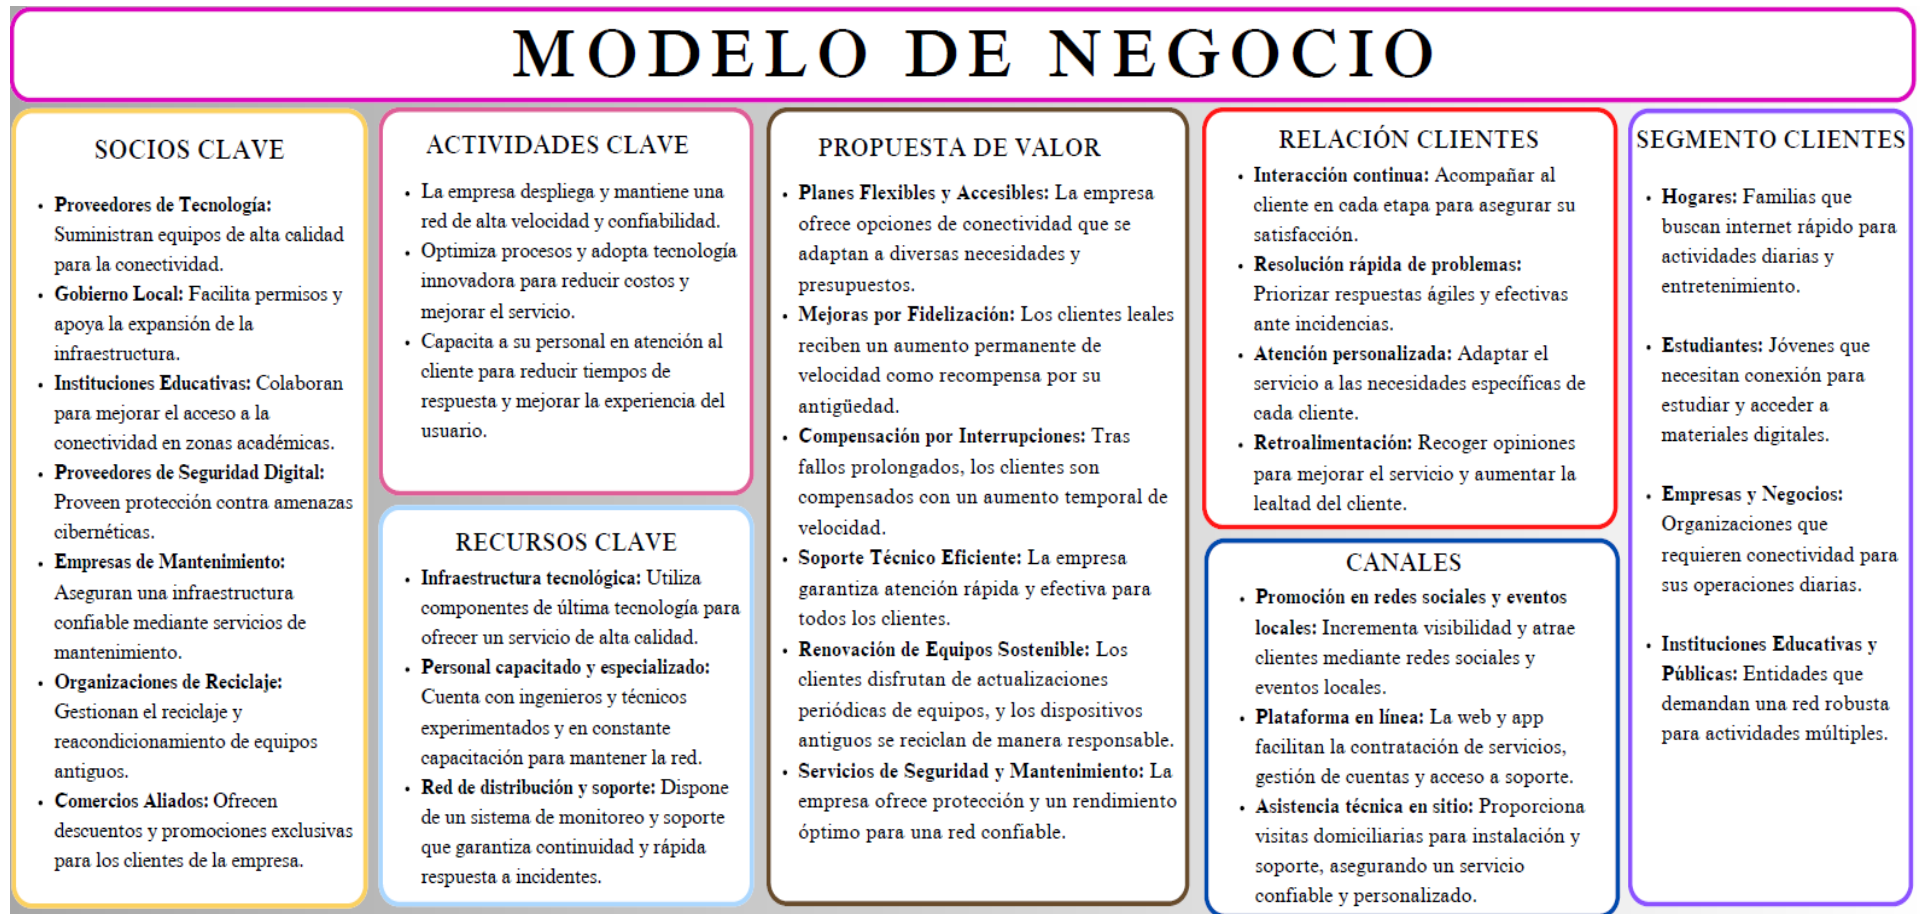 MODELO DE NEGOCIO
SOCIOS CLAVE
• Proveedores de Tecnología:
Suministran equipos de alta calidad
para la conectividad.
• Gobierno Local: Facilita permisos y
apoya la expansión de la
infraestructura.
• Instituciones Educativas: Colaboran
para mejorar el acceso a la
conectividad en zonas académicas.
• Proveedores de Seguridad Digital:
Proveen protección contra amenazas
cibernéticas.
• Empresas de Mantenimiento:
Aseguran una infraestructura
confiable mediante servicios de
mantenimiento.
• Organizaciones de Reciclaje:
Gestionan el reciclaje y
reacondicionamiento de equipos
antiguos.
• Comercios Aliados: Ofrecen
descuentos y promociones exclusivas
para los clientes de la empresa.
ACTIVIDADES CLAVE
• La empresa despliega y mantiene una
red de alta velocidad y confiabilidad.
• Optimiza procesos y adopta tecnología
innovadora para reducir costos y
mejorar el servicio.
• Capacita a su personal en atención al
cliente para reducir tiempos de
respuesta y mejorar la experiencia del
usuario.
RECURSOS CLAVE
• Infraestructura tecnológica: Utiliza
componentes de última tecnología para
ofrecer un servicio de alta calidad.
• Personal capacitado y especializado:
Cuenta con ingenieros y técnicos
experimentados y en constante
capacitación para mantener la red.
• Red de distribución y soporte: Dispone
de un sistema de monitoreo y soporte
que garantiza continuidad y rápida
respuesta a incidentes.
PROPUESTA DE VALOR
• Planes Flexibles y Accesibles: La empresa
ofrece opciones de conectividad que se
adaptan a diversas necesidades y
presupuestos.
• Mejoras por Fidelización: Los clientes leales
reciben un aumento permanente de
velocidad como recompensa por su
antigüedad.
• Compensación por Interrupciones: Tras
fallos prolongados, los clientes son
compensados con un aumento temporal de
velocidad.
• Soporte Técnico Eficiente: La empresa
garantiza atención rápida y efectiva para
todos los clientes.
• Renovación de Equipos Sostenible: Los
clientes disfrutan de actualizaciones
periódicas de equipos, y los dispositivos
antiguos se reciclan de manera responsable.
• Servicios de Seguridad y Mantenimiento: La
empresa ofrece protección y un rendimiento
óptimo para una red confiable.
RELACIÓN CLIENTES
• Interacción continua: Acompañar al
cliente en cada etapa para asegurar su
satisfacción.
• Resolución rápida de problemas:
Priorizar respuestas ágiles y efectivas
ante incidencias.
• Atención personalizada: Adaptar el
servicio a las necesidades específicas de
cada cliente.
• Retroalimentación: Recoger opiniones
para mejorar el servicio y aumentar la
lealtad del cliente.
CANALES
• Promoción en redes sociales y eventos
locales: Incrementa visibilidad y atrae
clientes mediante redes sociales y
eventos locales.
• Plataforma en línea: La web y app
facilitan la contratación de servicios,
gestión de cuentas y acceso a soporte.
• Asistencia técnica en sitio: Proporciona
visitas domiciliarias para instalación y
soporte, asegurando un servicio
confiable y personalizado.
SEGMENTO CLIENTES
• Hogares: Familias que
buscan internet rápido para
actividades diarias y
entretenimiento.
• Estudiantes: Jóvenes que
necesitan conexión para
estudiar y acceder a
materiales digitales.
• Empresas y Negocios:
Organizaciones que
requieren conectividad para
sus operaciones diarias.
• Instituciones Educativas y
Públicas: Entidades que
demandan una red robusta
para actividades múltiples.